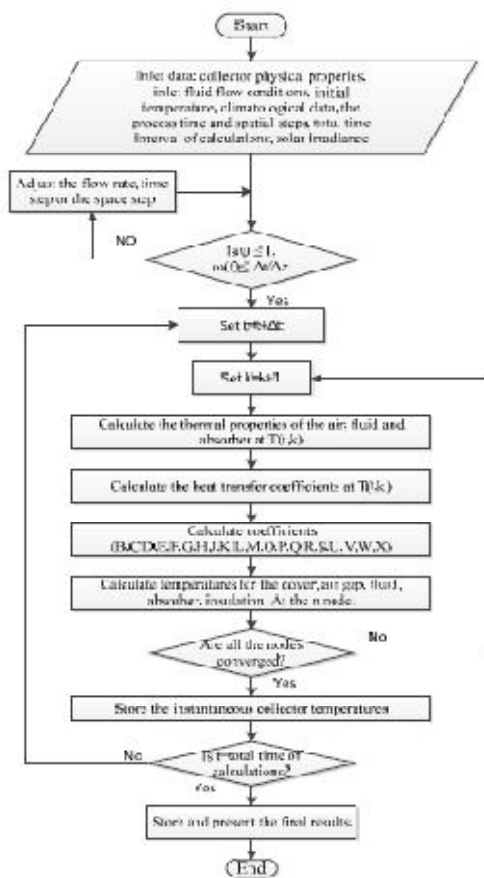 Start
Inlet data: collector physical properties,
inlet fluid flow conditions, initial
temperature, climatological data, the
process time and spatial steps, total time
interval of calculations, solar irradiance
Adjust the flow rate, time
step or the space step
NO
Yes
Set
Set
Calculate the thermal properties of the air, fluid and
absorber at T(t,k)
Calculate the heat transfer coefficients at T(t,k)
Calculate coefficients
Calculate temperatures for the cover, air gap, fluid,
absorber, insulation. At the n node.
No
Are all the nodes
converged?
Yes
Store the instantaneous collector temperatures
No
total time of
calculations?
Yes
Store and present the final results.
End